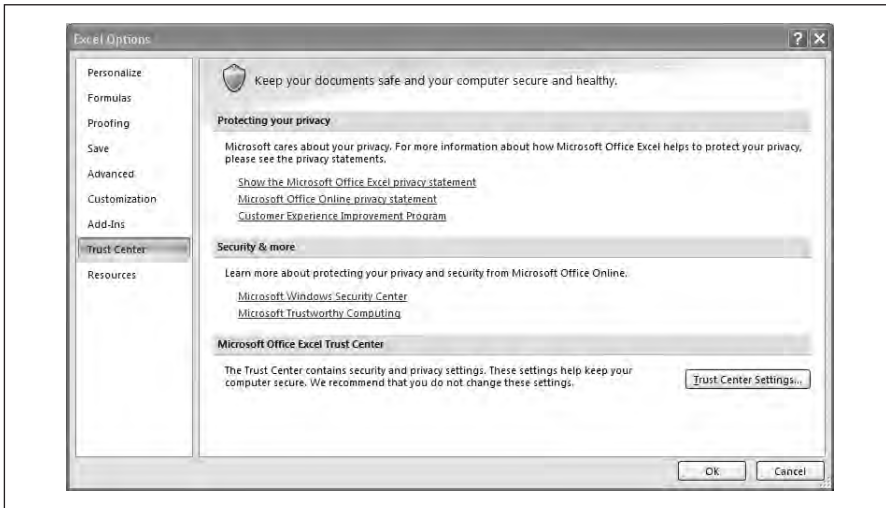 Excel Options
Personalize
Formulas
Proofing
Save
Advanced
Customization
Add-Ins
Trust Center
Resources
Keep your documents safe and your computer secure and healthy.
Protecting your privacy
Microsoft cares about your privacy. For more information about how Microsoft Office Excel helps to protect your privacy,
please see the privacy statements.
Show the Microsoft Office Excel privacy statement
Microsoft Office Online privacy statement
Customer Experience Improvement Program
Security & more
Learn more about protecting your privacy and security from Microsoft Office Online.
Microsoft Windows Security Center
Microsoft Trustworthy Computing
Microsoft Office Excel Trust Center
The Trust Center contains security and privacy settings. These settings help keep your
computer secure. We recommend that you do not change these settings.
Trust Center Settings...
OK
Cancel